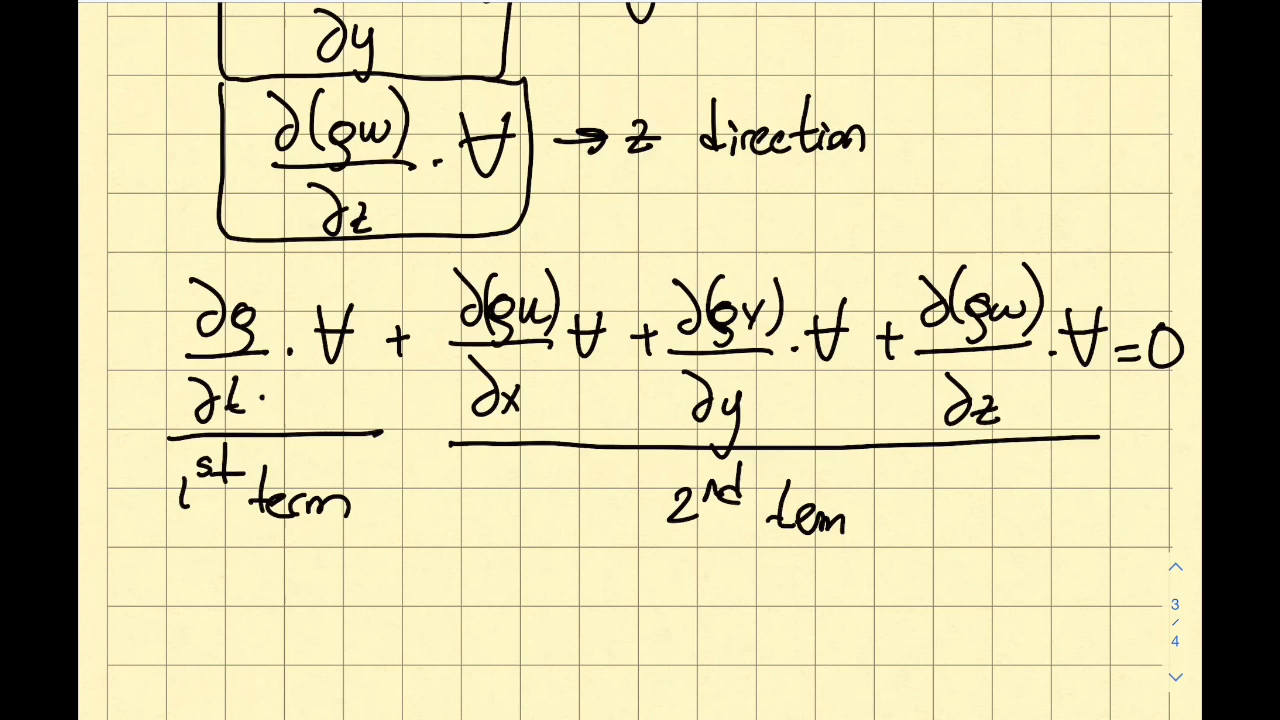 ∂y
∂(ρw)/∂z · ∀ → z direction
∂ρ/∂t · ∀ + ∂(ρu)/∂x ∀ + ∂(ρv)/∂y · ∀ + ∂(ρw)/∂z · ∀ = 0
1st term 2nd term
3
/
4